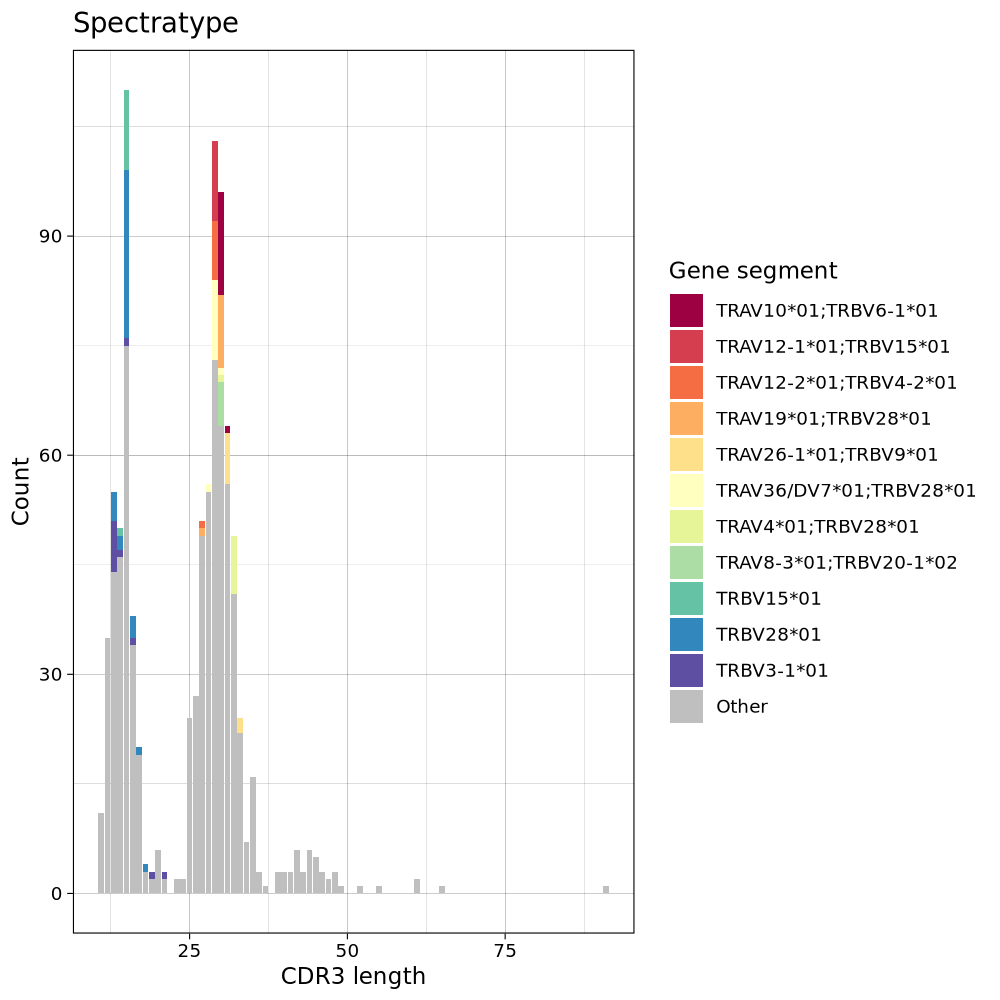 Spectratype
90
60
30
0
Count
25
50
75
CDR3 length
Gene segment
TRAV10*01;TRBV6-1*01
TRAV12-1*01;TRBV15*01
TRAV12-2*01;TRBV4-2*01
TRAV19*01;TRBV28*01
TRAV26-1*01;TRBV9*01
TRAV36/DV7*01;TRBV28*01
TRAV4*01;TRBV28*01
TRAV8-3*01;TRBV20-1*02
TRBV15*01
TRBV28*01
TRBV3-1*01
Other